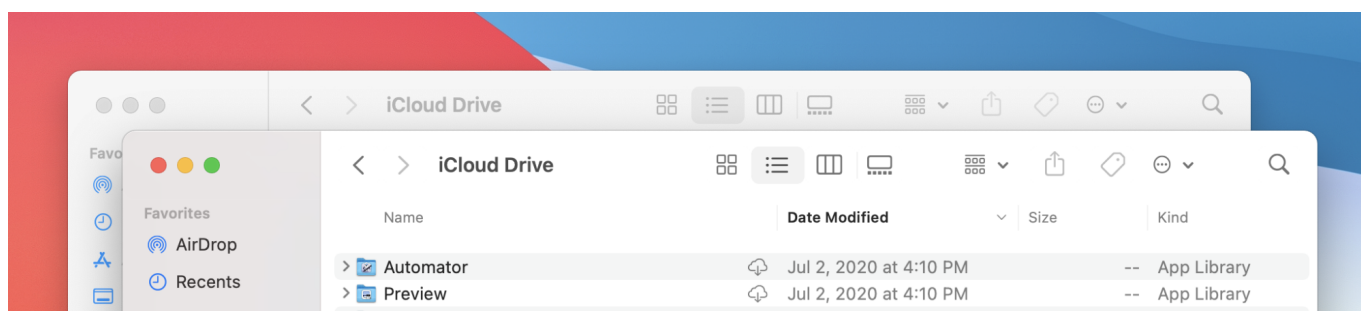 iCloud Drive
Favo
iCloud Drive
Favorites
Name Date Modified Size Kind
AirDrop
Automator Jul 2, 2020 at 4:10 PM -- App Library
Recents
Preview Jul 2, 2020 at 4:10 PM -- App Library